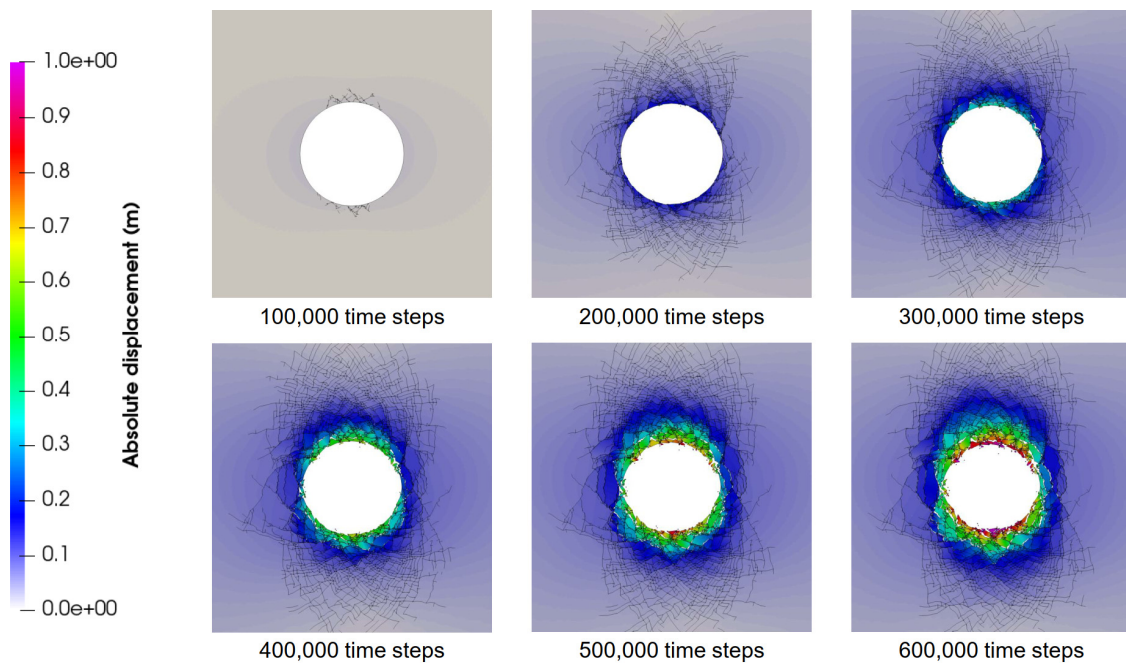 1.0e+00
0.9
0.8
0.7
0.6
0.5
0.4
0.3
0.2
0.1
0.0e+00
Absolute displacement (m)
100,000 time steps
200,000 time steps
300,000 time steps
400,000 time steps
500,000 time steps
600,000 time steps